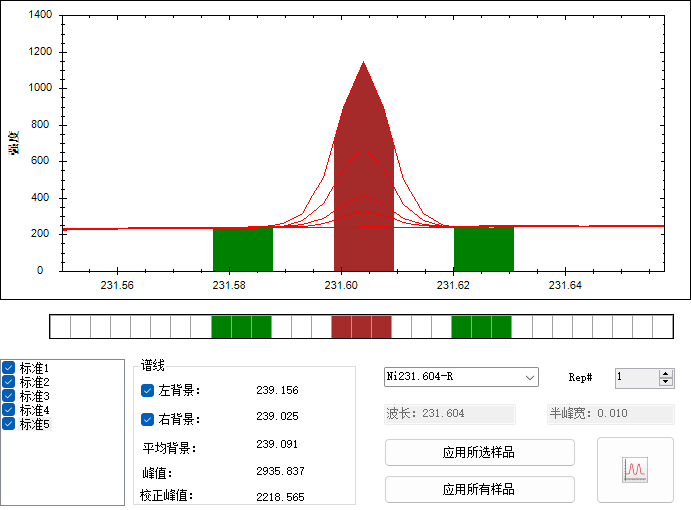 1400
1200
1000
800
600
400
200
0
强度
231.56 231.58 231.60 231.62 231.64
标准1
标准2
标准3
标准4
标准5
谱线
左背景： 239.156
右背景： 239.025
平均背景： 239.091
峰值： 2935.837
校正峰值： 2218.565
Ni231.604-R
Rep# 1
波长：231.604
半峰宽：0.010
应用所选样品
应用所有样品